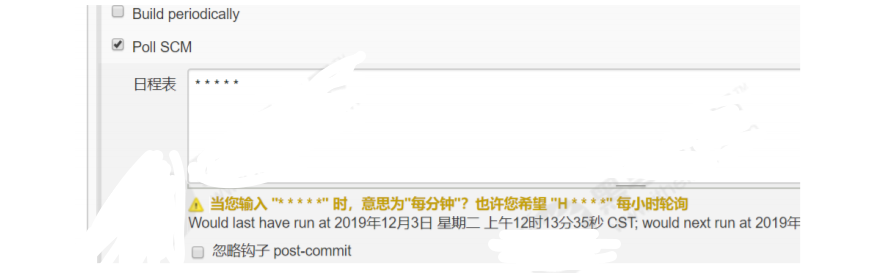 Build periodically
Poll SCM
日程表 * * * * *
当您输入 "* * * * *" 时，意思为"每分钟"？也许您希望 "H * * * *" 每小时轮询
Would last have run at 2019年12月3日 星期二 上午12时13分35秒 CST; would next run at 2019年
忽略钩子 post-commit